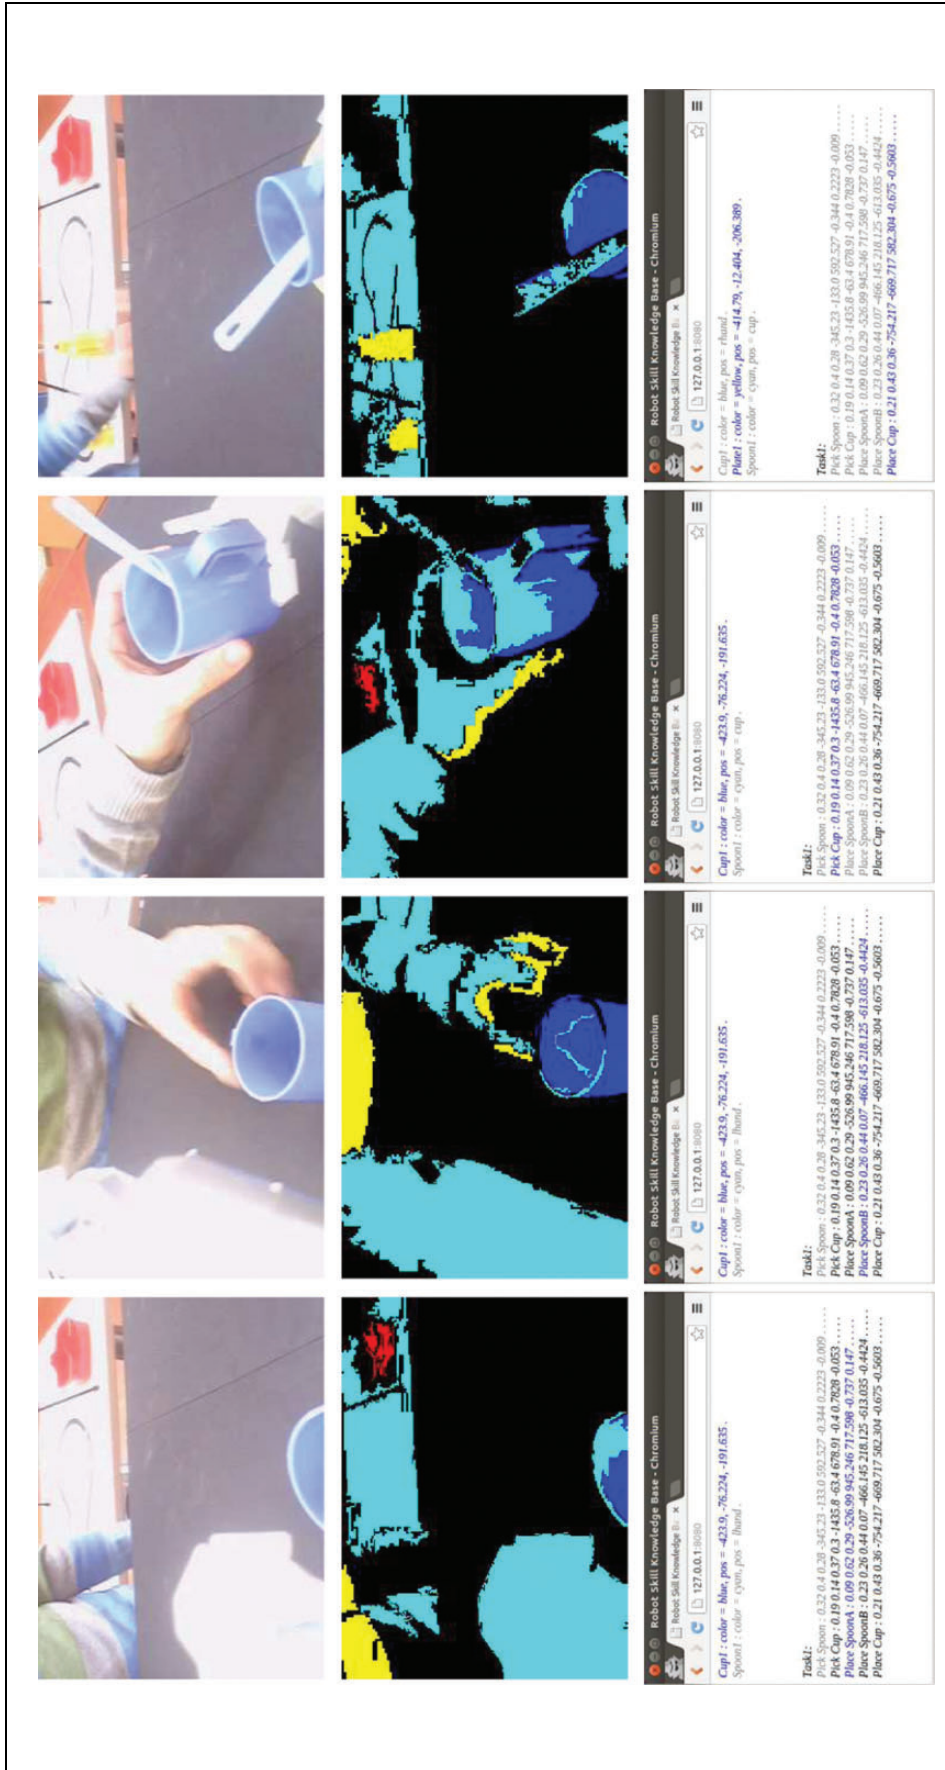 Robot Skill Knowledge Base - Chromium
Robot Skill Knowledge Ba ×
127.0.0.1:8080
Cup1 : color = blue, pos = -423.9, -76.224, -191.635 .
Spoon1 : color = cyan, pos = lhand .
Task1:
Pick Spoon : 0.32 0.4 0.28 -345.23 -133.0 592.527 -0.344 0.2223 -0.009 . . . . .
Pick Cup : 0.19 0.14 0.37 0.3 -1435.8 -63.4 678.91 -0.4 0.7828 -0.053 . . . . .
Place SpoonA : 0.09 0.62 0.29 -526.99 945.246 717.598 -0.737 0.147 . . . . .
Place SpoonB : 0.23 0.26 0.44 0.07 -466.145 218.125 -613.035 -0.4424 . . . . .
Place Cup : 0.21 0.43 0.36 -754.217 -669.717 582.304 -0.675 -0.5603 . . . . .
Robot Skill Knowledge Base - Chromium
Robot Skill Knowledge Ba ×
127.0.0.1:8080
Cup1 : color = blue, pos = -423.9, -76.224, -191.635 .
Spoon1 : color = cyan, pos = lhand .
Task1:
Pick Spoon : 0.32 0.4 0.28 -345.23 -133.0 592.527 -0.344 0.2223 -0.009 . . . . .
Pick Cup : 0.19 0.14 0.37 0.3 -1435.8 -63.4 678.91 -0.4 0.7828 -0.053 . . . . .
Place SpoonA : 0.09 0.62 0.29 -526.99 945.246 717.598 -0.737 0.147 . . . . .
Place SpoonB : 0.23 0.26 0.44 0.07 -466.145 218.125 -613.035 -0.4424 . . . . .
Place Cup : 0.21 0.43 0.36 -754.217 -669.717 582.304 -0.675 -0.5603 . . . . .
Robot Skill Knowledge Base - Chromium
Robot Skill Knowledge Ba ×
127.0.0.1:8080
Cup1 : color = blue, pos = -423.9, -76.224, -191.635 .
Spoon1 : color = cyan, pos = cup .
Task1:
Pick Spoon : 0.32 0.4 0.28 -345.23 -133.0 592.527 -0.344 0.2223 -0.009 . . . . .
Pick Cup : 0.19 0.14 0.37 0.3 -1435.8 -63.4 678.91 -0.4 0.7828 -0.053 . . . . .
Place SpoonA : 0.09 0.62 0.29 -526.99 945.246 717.598 -0.737 0.147 . . . . .
Place SpoonB : 0.23 0.26 0.44 0.07 -466.145 218.125 -613.035 -0.4424 . . . . .
Place Cup : 0.21 0.43 0.36 -754.217 -669.717 582.304 -0.675 -0.5603 . . . . .
Robot Skill Knowledge Base - Chromium
Robot Skill Knowledge Ba ×
127.0.0.1:8080
Cup1 : color = blue, pos = rhand .
Plate1 : color = yellow, pos = -414.79, -12.404, -206.389 .
Spoon1 : color = cyan, pos = cup .
Task1:
Pick Spoon : 0.32 0.4 0.28 -345.23 -133.0 592.527 -0.344 0.2223 -0.009 . . . . .
Pick Cup : 0.19 0.14 0.37 0.3 -1435.8 -63.4 678.91 -0.4 0.7828 -0.053 . . . . .
Place SpoonA : 0.09 0.62 0.29 -526.99 945.246 717.598 -0.737 0.147 . . . . .
Place SpoonB : 0.23 0.26 0.44 0.07 -466.145 218.125 -613.035 -0.4424 . . . . .
Place Cup : 0.21 0.43 0.36 -754.217 -669.717 582.304 -0.675 -0.5603 . . . . .